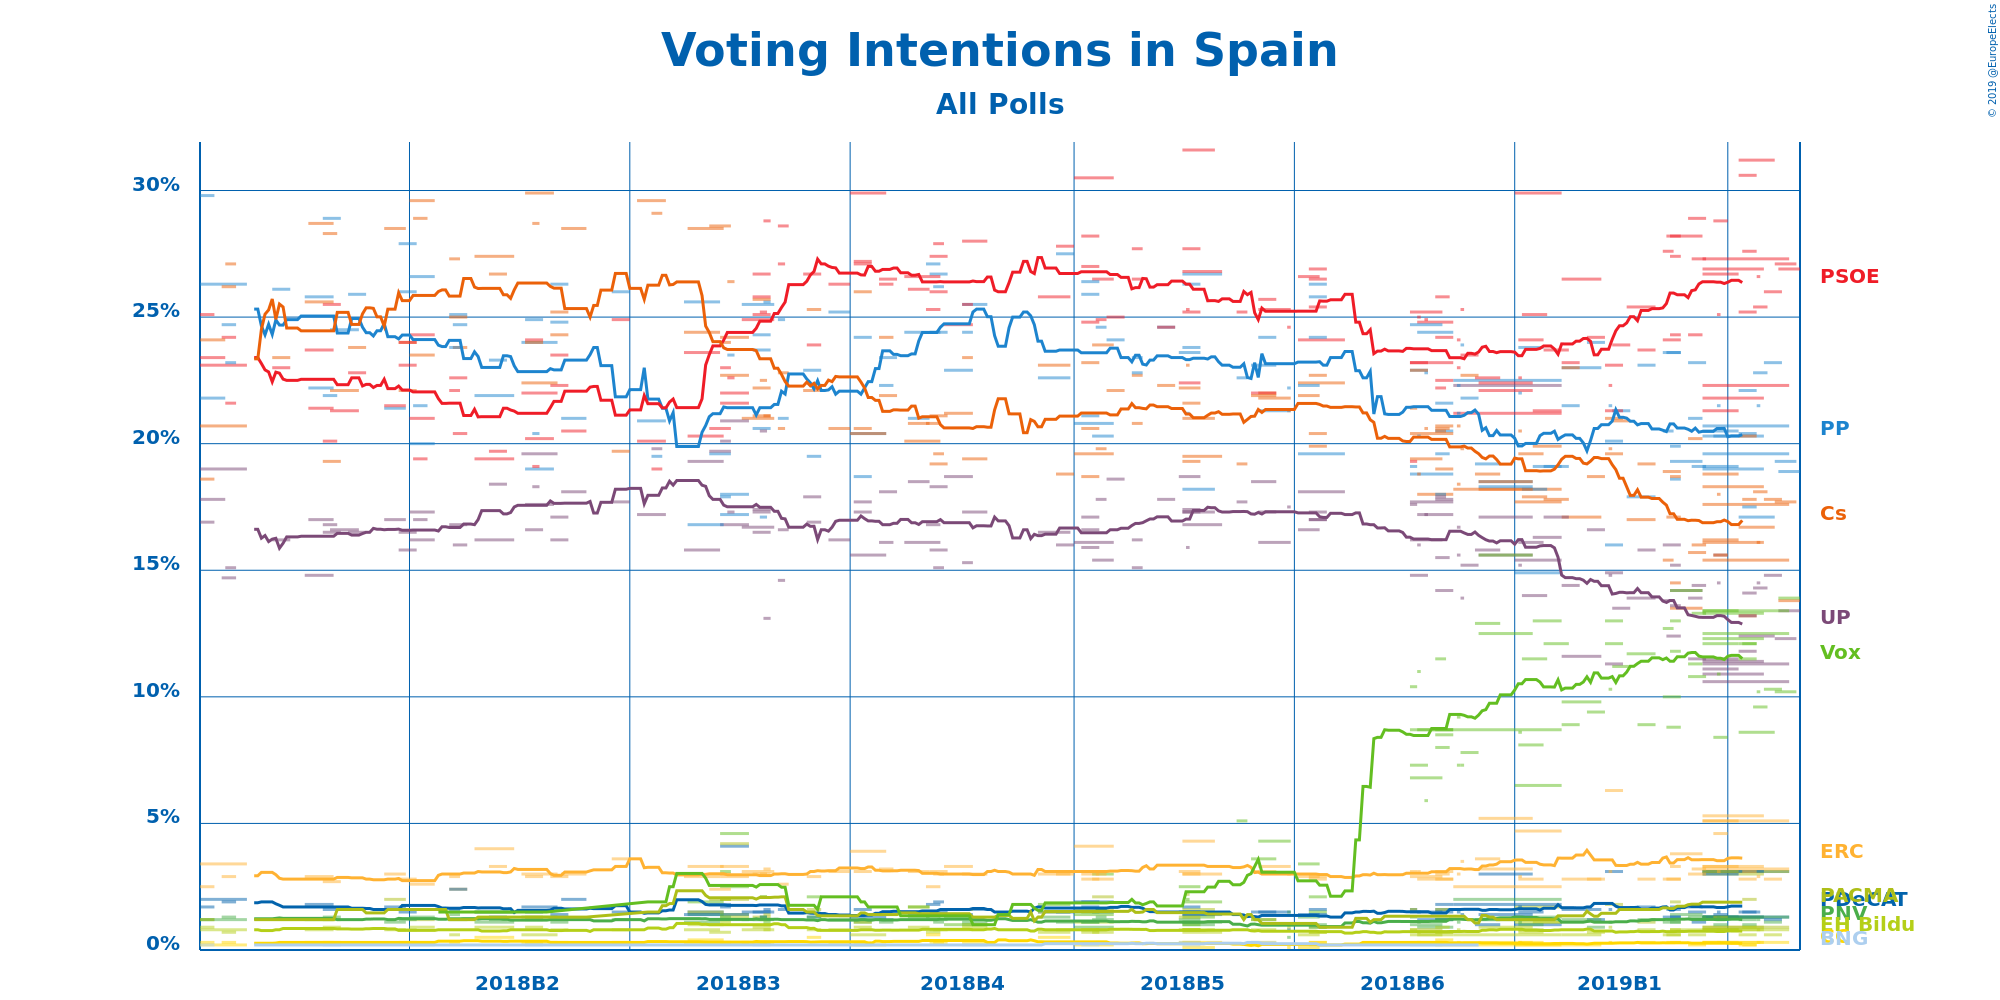 © 2019 @EuropeElects
Voting Intentions in Spain
All Polls
30%
25%
20%
15%
10%
5%
0%
PSOE
PP
Cs
UP
Vox
ERC
PACMA
PDeCAT
PNV
EH Bildu
BNG
2018B2
2018B3
2018B4
2018B5
2018B6
2019B1